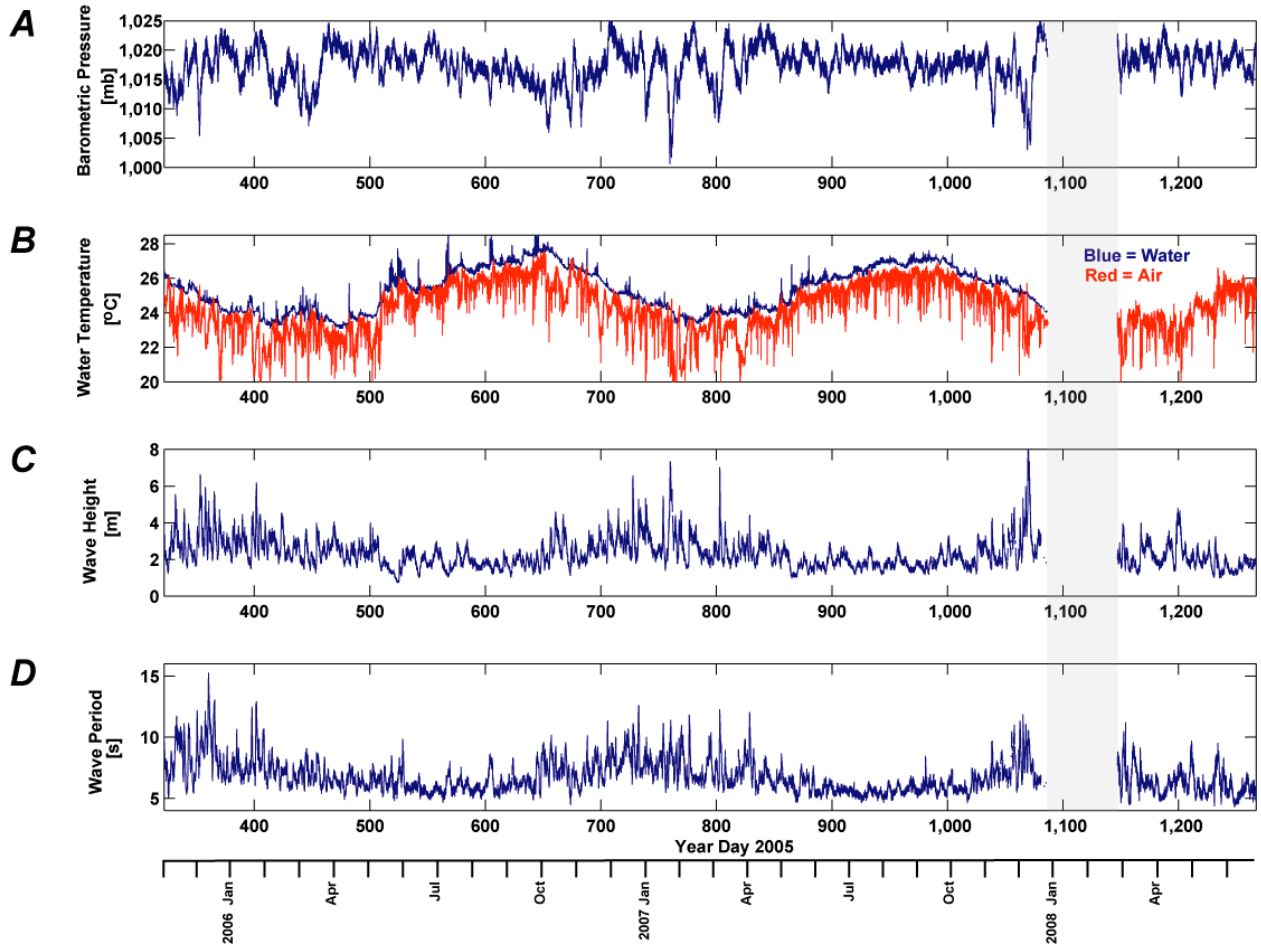 A
Barometric Pressure
[mb]
1,025
1,020
1,015
1,010
1,005
1,000
400 500 600 700 800 900 1,000 1,100 1,200
B
Water Temperature
[ºC]
28
26
24
22
20
Blue = Water
Red = Air
400 500 600 700 800 900 1,000 1,100 1,200
C
Wave Height
[m]
8
6
4
2
0
400 500 600 700 800 900 1,000 1,100 1,200
D
Wave Period
[s]
15
10
5
400 500 600 700 800 900 1,000 1,100 1,200
Year Day 2005
2006 Jan Apr Jul Oct 2007 Jan Apr Jul Oct 2008 Jan Apr